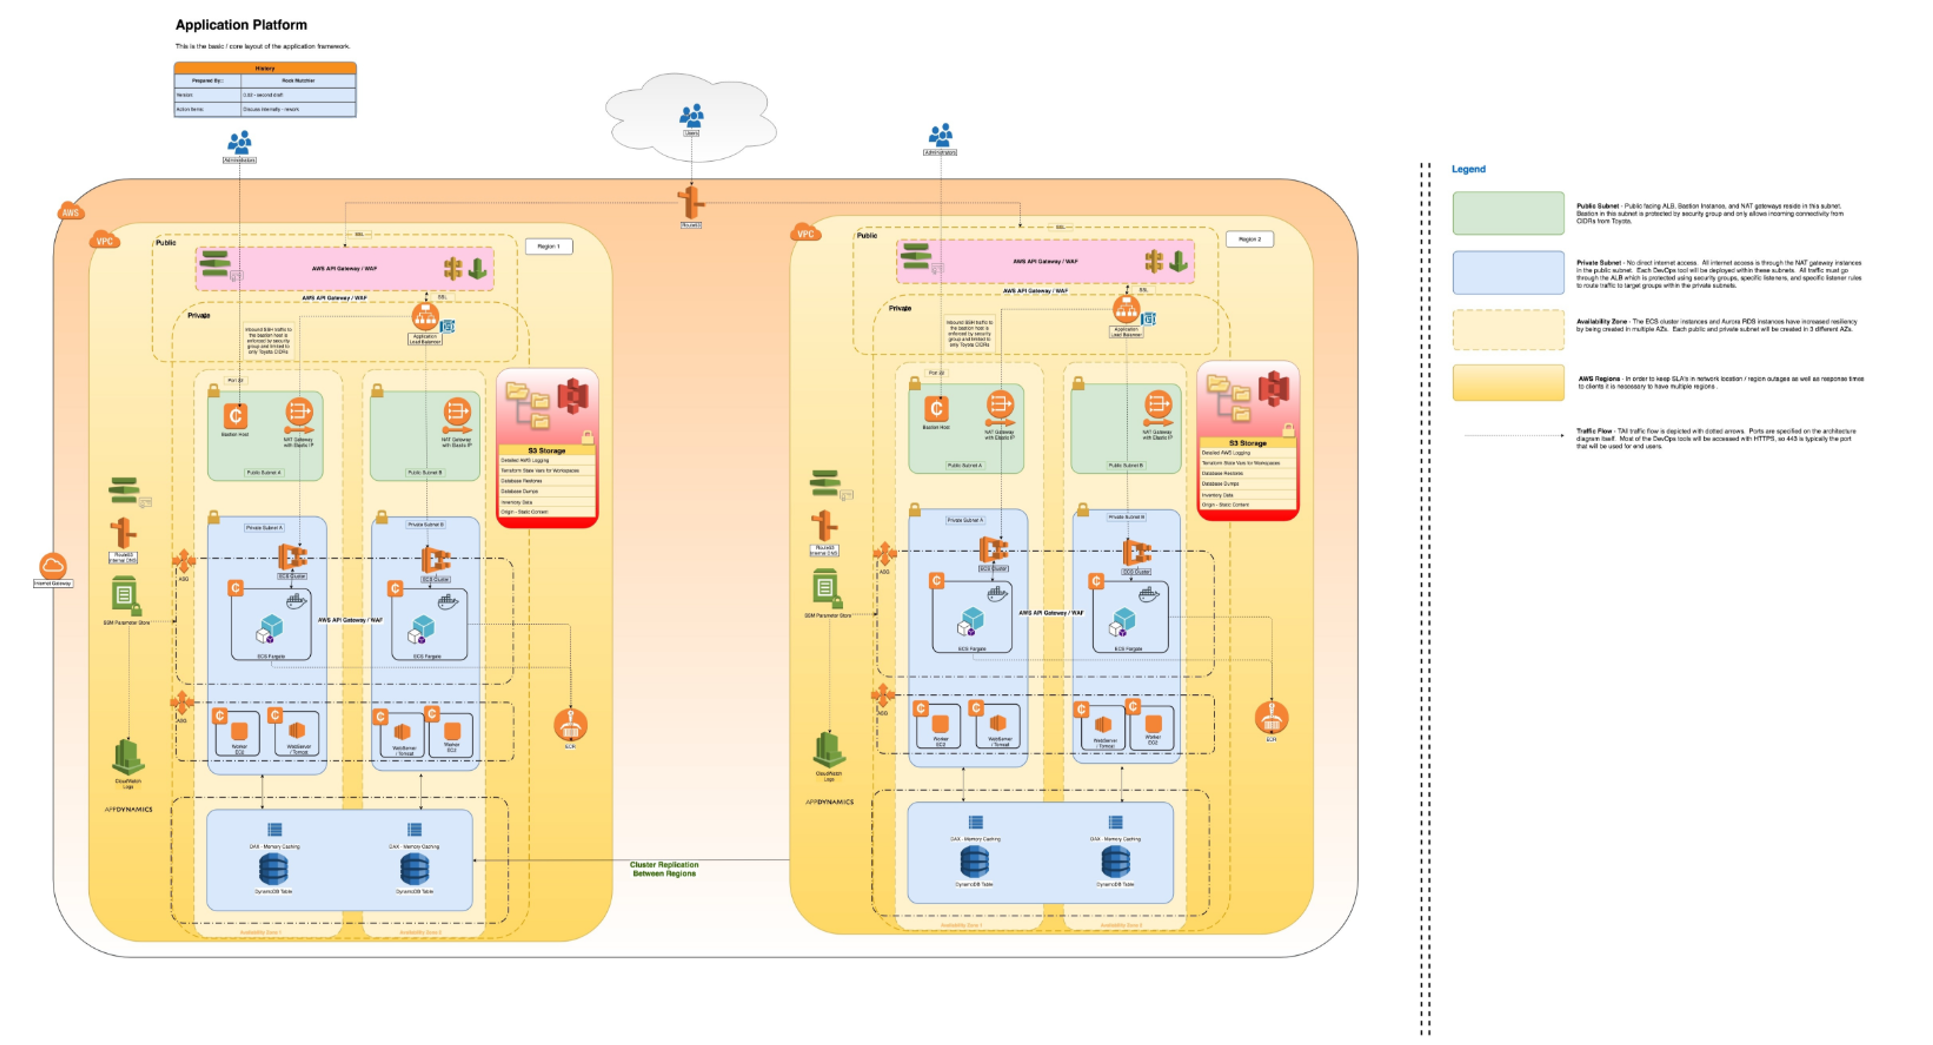 Application Platform
This is the basic / core layout of the application framework.
History
Prepared By:
Version:
0.02 - second draft
Action Items:
Discuss internally - rework
Administrators
Users
Administrators
Route53
AWS
VPC
Public
SSL
Region 1
AWS API Gateway / WAF
AWS API Gateway / WAF
SSL
Private
Application
Load Balancer
Inbound SSH traffic to
the bastion host is
enforced by security
group and limited to
only Toyota CIDRs
Port 22
Bastion Host
NAT Gateway
with Elastic IP
Public Subnet A
NAT Gateway
with Elastic IP
Public Subnet B
S3 Storage
Detailed AWS Logging
Terraform State Vars for Workspaces
Database Restores
Database Dumps
Inventory Data
Origin - Static Content
Private Subnet A
Private Subnet B
Route53
Internal DNS
Internet Gateway
ASG
ECS Cluster
ECS Cluster
SSM Parameter Store
AWS API Gateway / WAF
ECS Fargate
ECS Fargate
ASG
Worker
EC2
WebServer
/ Tomcat
WebServer
/ Tomcat
Worker
EC2
ECR
CloudWatch
Logs
APPDYNAMICS
DAX - Memory Caching
DAX - Memory Caching
DynamoDB Table
DynamoDB Table
Availability Zone 1
Availability Zone 2
Cluster Replication
Between Regions
VPC
Public
SSL
Region 2
AWS API Gateway / WAF
AWS API Gateway / WAF
SSL
Private
Application
Load Balancer
Inbound SSH traffic to
the bastion host is
enforced by security
group and limited to
only Toyota CIDRs
Port 22
Bastion Host
NAT Gateway
with Elastic IP
Public Subnet A
NAT Gateway
with Elastic IP
Public Subnet B
S3 Storage
Detailed AWS Logging
Terraform State Vars for Workspaces
Database Restores
Database Dumps
Inventory Data
Origin - Static Content
Private Subnet A
Private Subnet B
Route53
Internal DNS
ASG
ECS Cluster
ECS Cluster
SSM Parameter Store
AWS API Gateway / WAF
ECS Fargate
ECS Fargate
ASG
Worker
EC2
WebServer
/ Tomcat
WebServer
/ Tomcat
Worker
EC2
ECR
CloudWatch
Logs
APPDYNAMICS
DAX - Memory Caching
DAX - Memory Caching
DynamoDB Table
DynamoDB Table
Availability Zone
Availability Zone
Legend
Public Subnet - Public facing ALB, Bastion Instance, and NAT gateways reside in this subnet.
Bastion in this subnet is protected by security group and only allows incoming connectivity from
CIDRs from Toyota.
Private Subnet - No direct internet access. All internet access is through the NAT gateway instances
in the public subnet. Each DevOps tool will be deployed within these subnets. All traffic must go
through the ALB which is protected using security groups, specific listeners, and specific listener rules
to route traffic to target groups within the private subnets.
Availability Zone - The ECS cluster instances and Aurora RDS instances have increased resiliency
by being created in multiple AZs. Each public and private subnet will be created in 3 different AZs.
AWS Regions - In order to keep SLA's in network location / region outages as well as response times
to clients it is necessary to have multiple regions .
Traffic Flow - TAll traffic flow is depicted with dotted arrows. Ports are specified on the architecture
diagram itself. Most of the DevOps tools will be accessed with HTTPS, so 443 is typically the port
that will be used for end users.